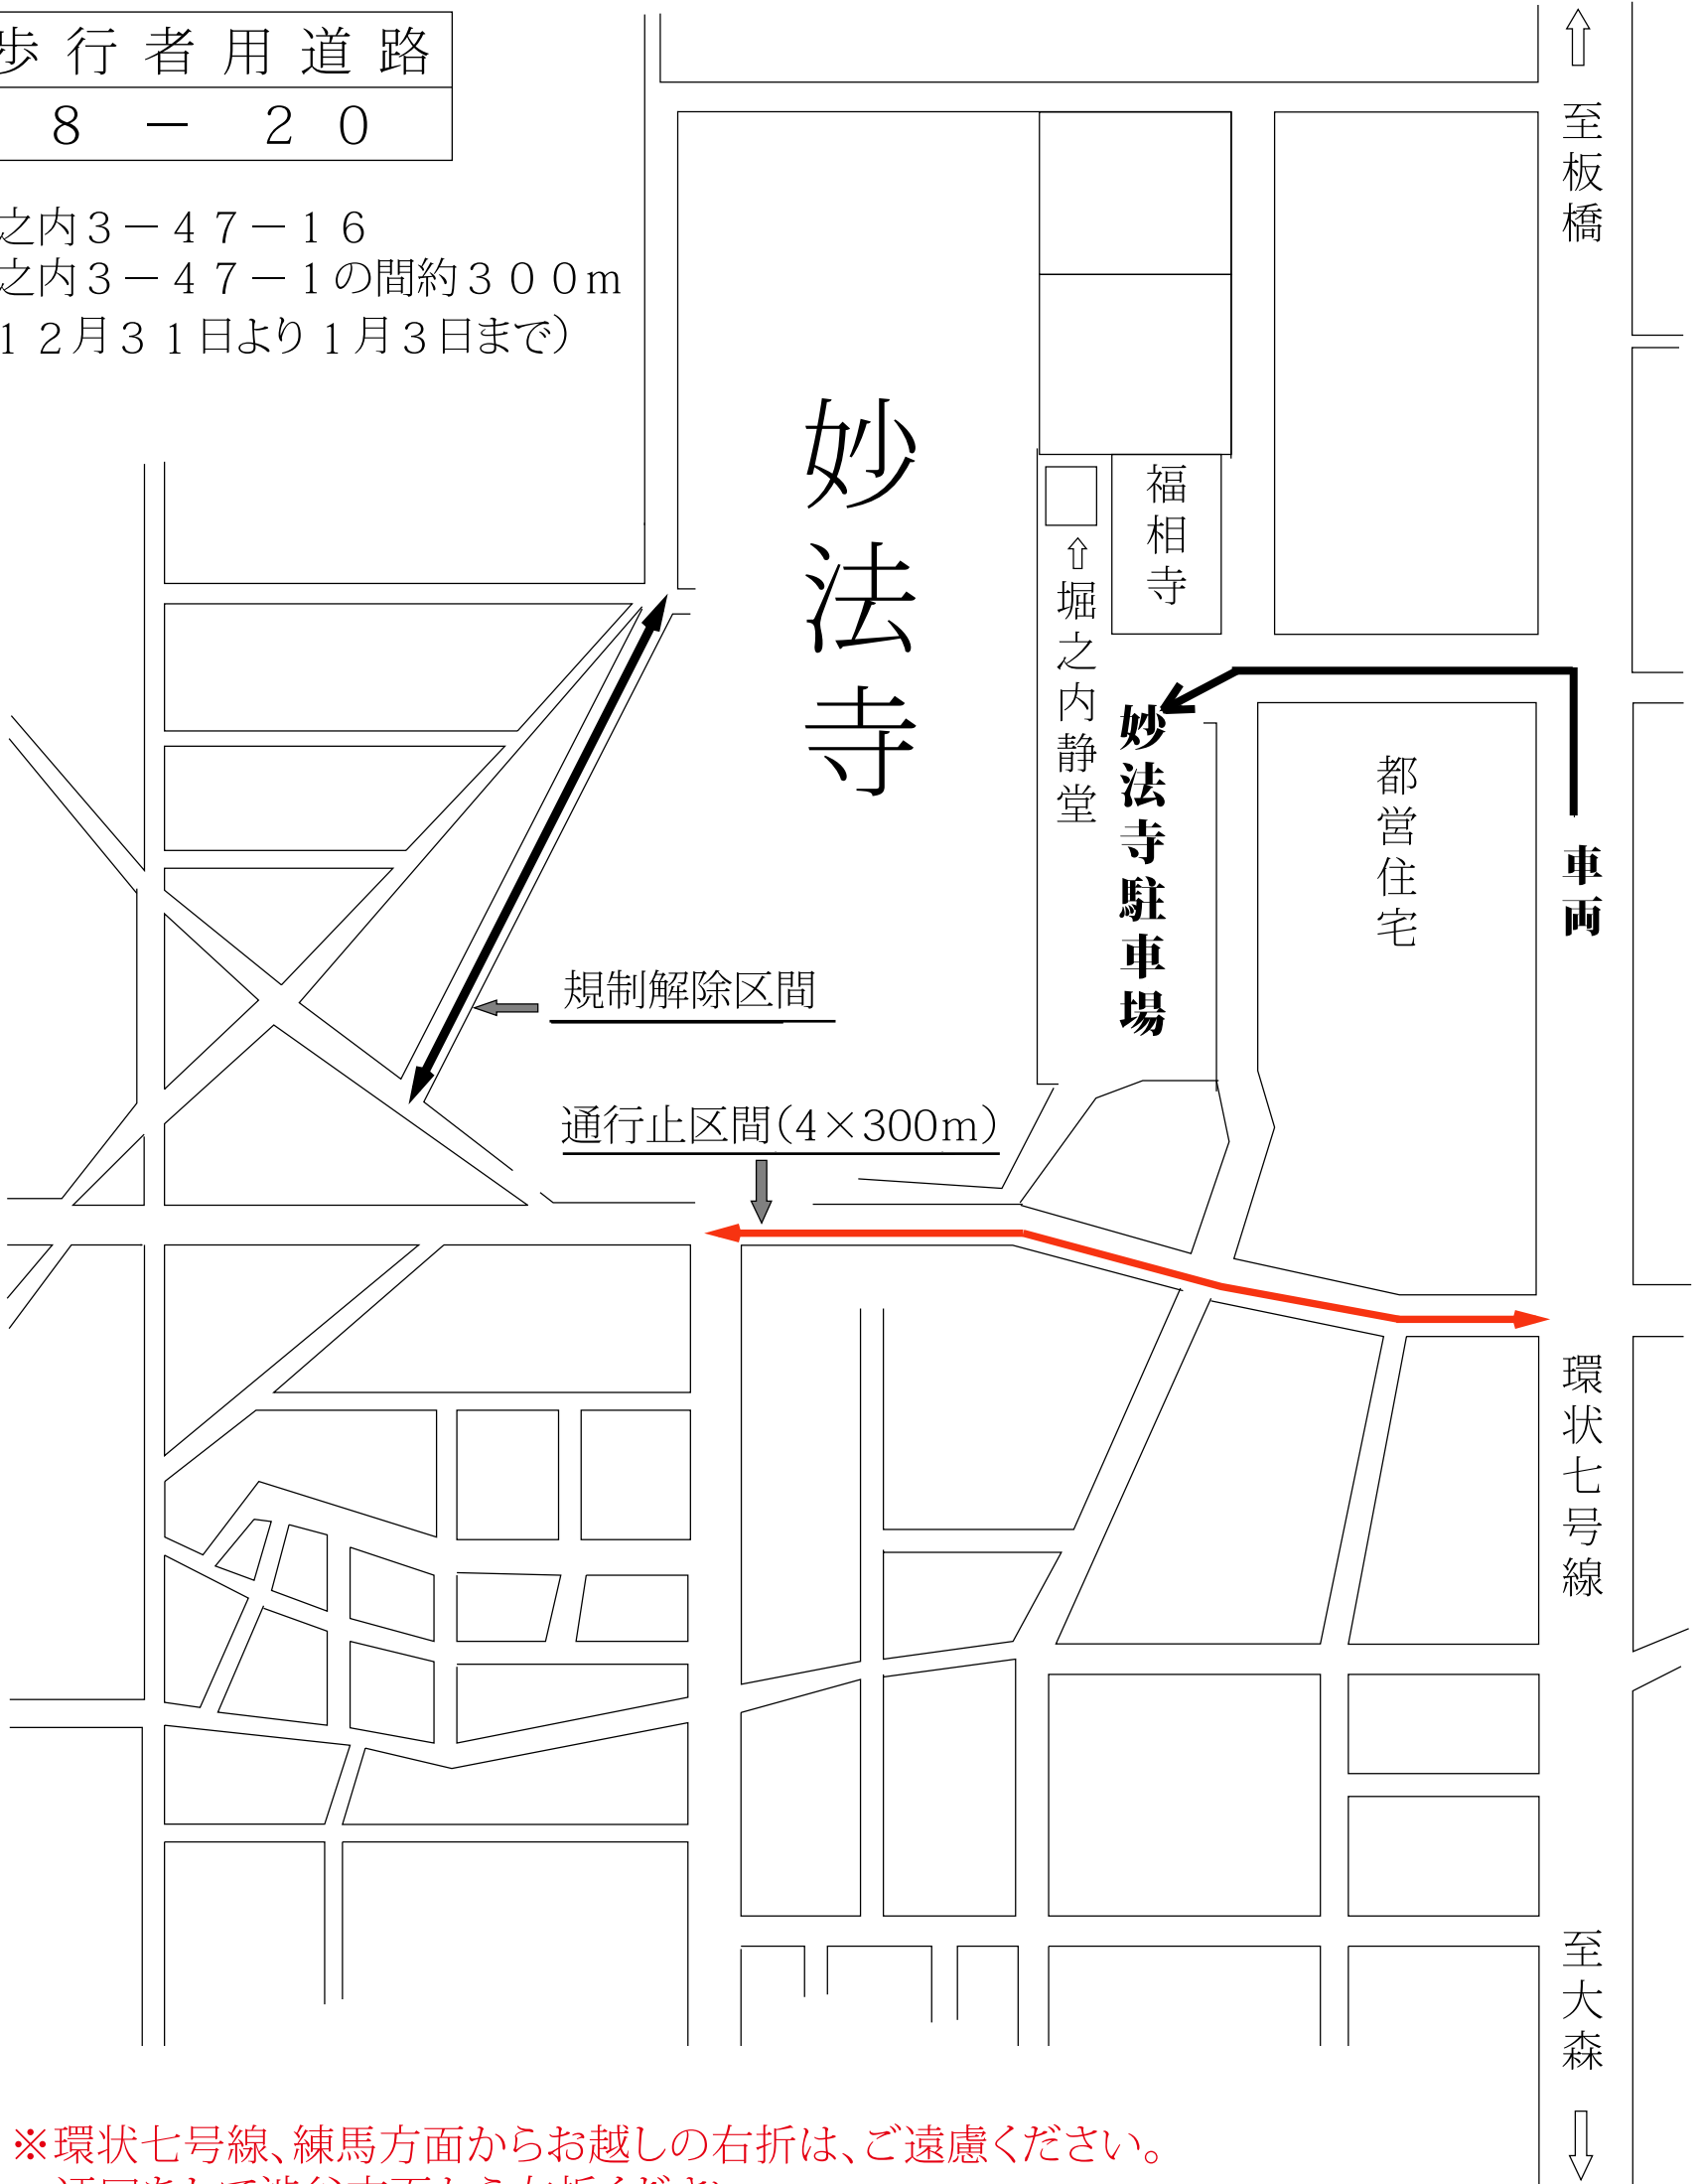 歩行者用道路
8 － 20
之内3－47－16
之内3－47－1の間約300m
12月31日より1月3日まで）
至板橋
妙法寺
福相寺
堀之内静堂
妙法寺駐車場
都営住宅
車両
規制解除区間
通行止区間(4×300m)
環状七号線
至大森
※環状七号線、練馬方面からお越しの右折は、ご遠慮ください。